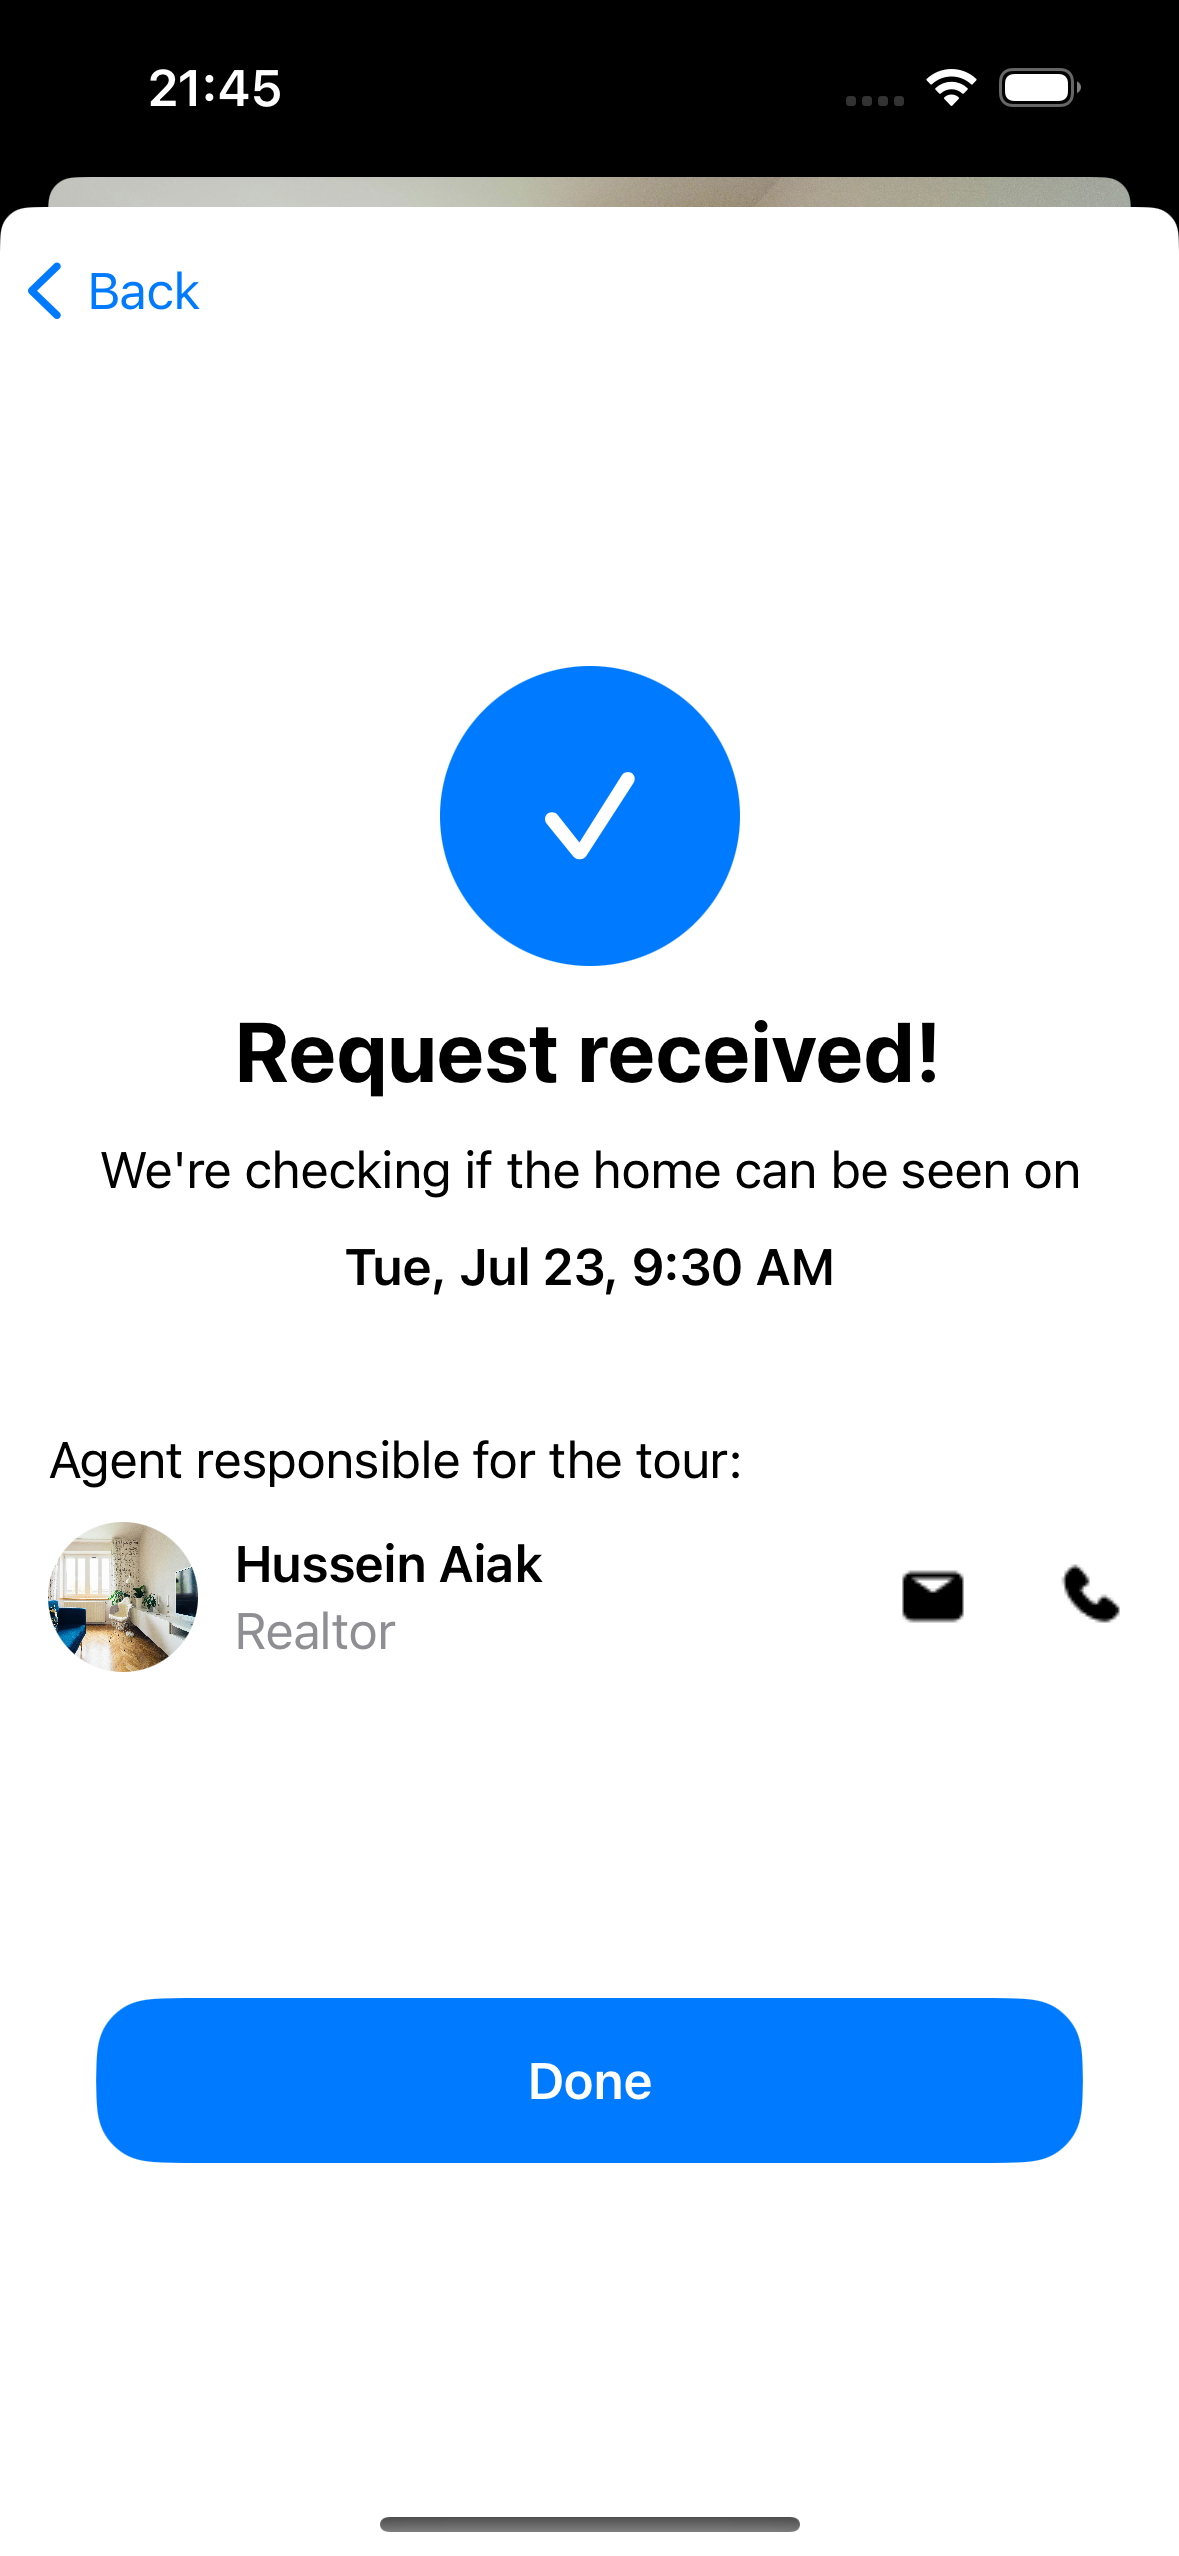 21:45
Back
Request received!
We're checking if the home can be seen on
Tue, Jul 23, 9:30 AM
Agent responsible for the tour:
Hussein Aiak
Realtor
Done